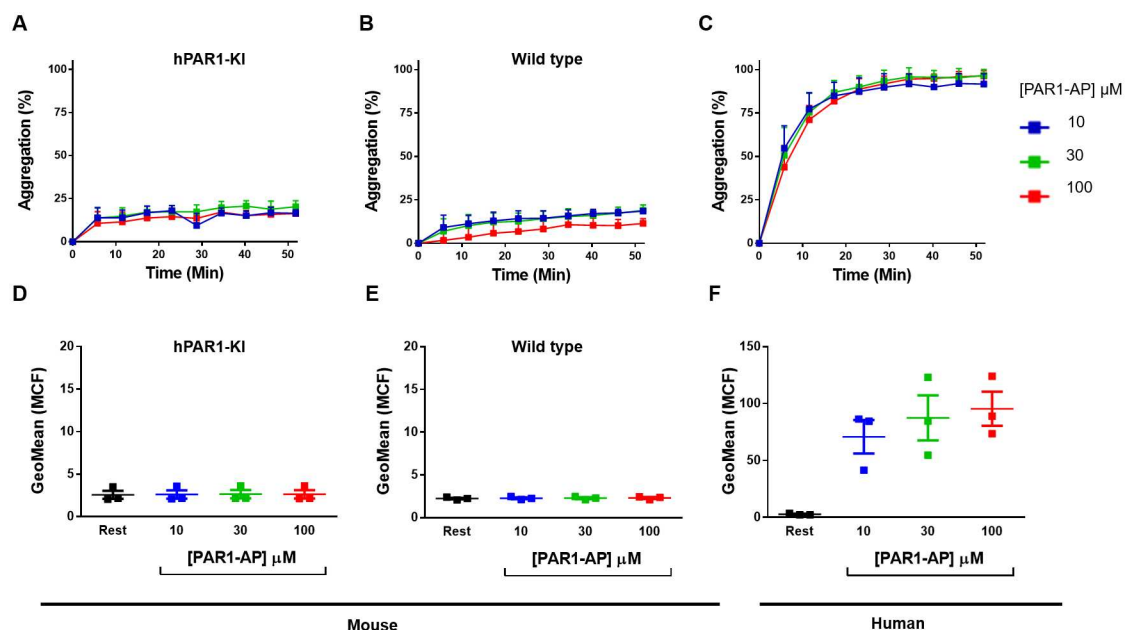 A
B
C
hPAR1-KI
Wild type
Aggregation (%)
100
75
50
25
0
0 10 20 30 40 50
Time (Min)
Aggregation (%)
100
75
50
25
0
0 10 20 30 40 50
Time (Min)
Aggregation (%)
100
75
50
25
0
0 10 20 30 40 50
Time (Min)
[PAR1-AP] μM
10
30
100
D
E
F
hPAR1-KI
GeoMean (MCF)
20
15
10
5
0
Rest 10 30 100
[PAR1-AP] μM
Wild type
GeoMean (MCF)
20
15
10
5
0
Rest 10 30 100
[PAR1-AP] μM
GeoMean (MCF)
150
100
50
0
Rest 10 30 100
[PAR1-AP] μM
Mouse
Human